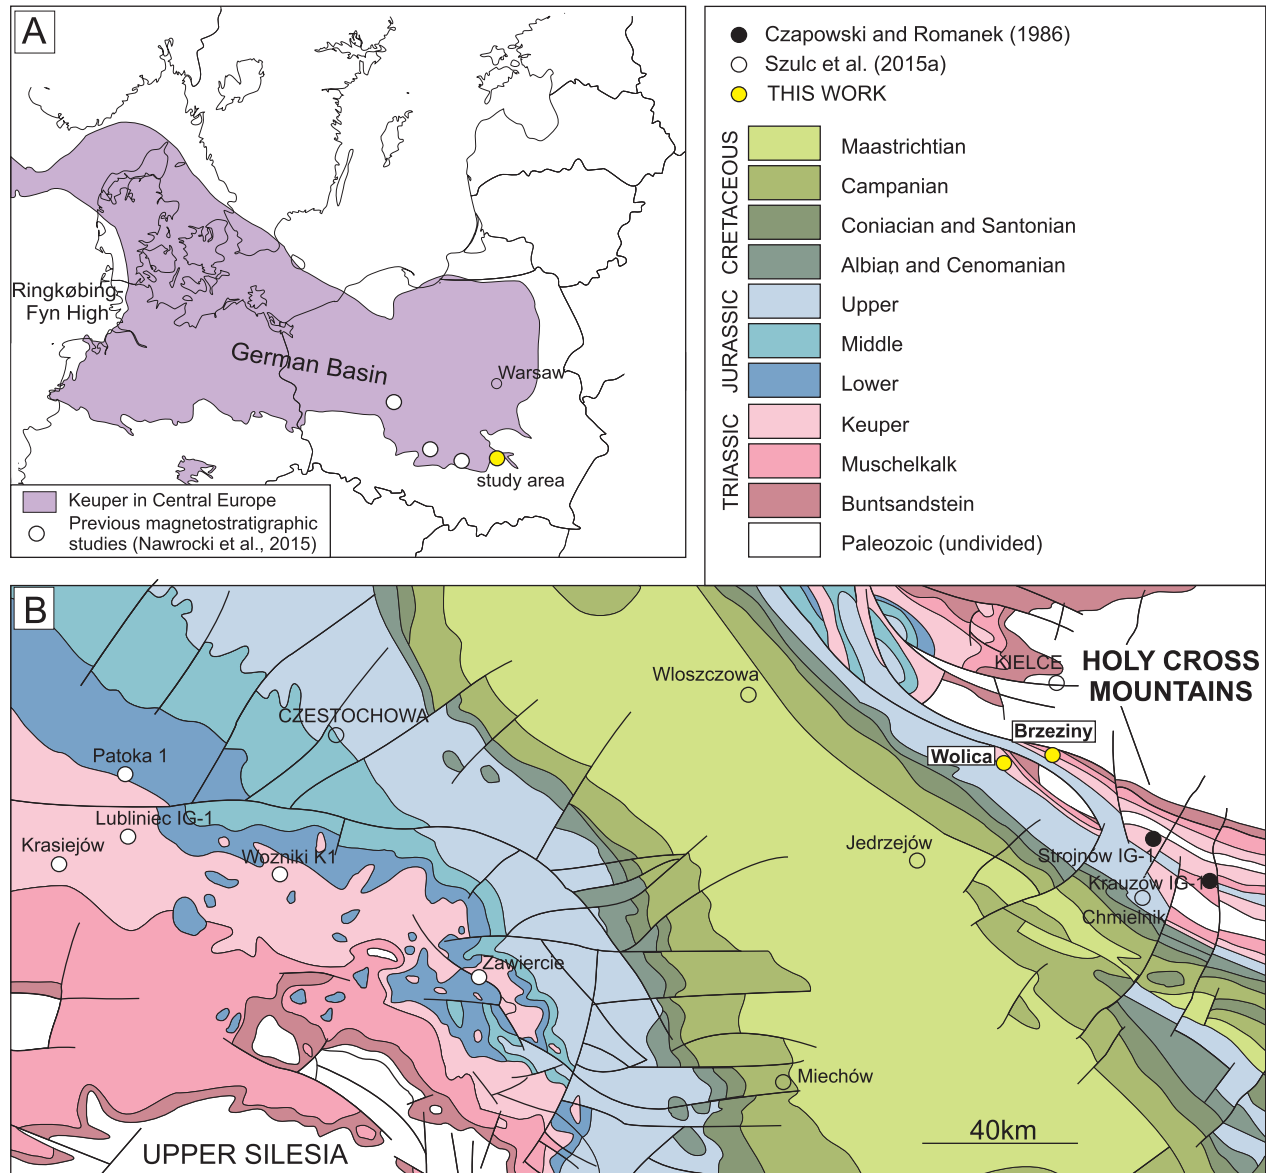 A
Ringkøbing-
Fyn High
German Basin
Warsaw
study area
Keuper in Central Europe
Previous magnetostratigraphic
studies (Nawrocki et al., 2015)
Czapowski and Romanek (1986)
Szulc et al. (2015a)
THIS WORK
CRETACEOUS
Maastrichtian
Campanian
Coniacian and Santonian
Albian and Cenomanian
JURASSIC
Upper
Middle
Lower
TRIASSIC
Keuper
Muschelkalk
Buntsandstein
Paleozoic (undivided)
B
KIELCE
HOLY CROSS
MOUNTAINS
Wloszczowa
CZESTOCHOWA
Brzeziny
Wolica
Patoka 1
Lubliniec IG-1
Krasiejów
Wozniki K1
Jedrzejów
Strojnów IG-1
Krauzów IG-1
Chmielnik
Zawiercie
Miechów
40km
UPPER SILESIA